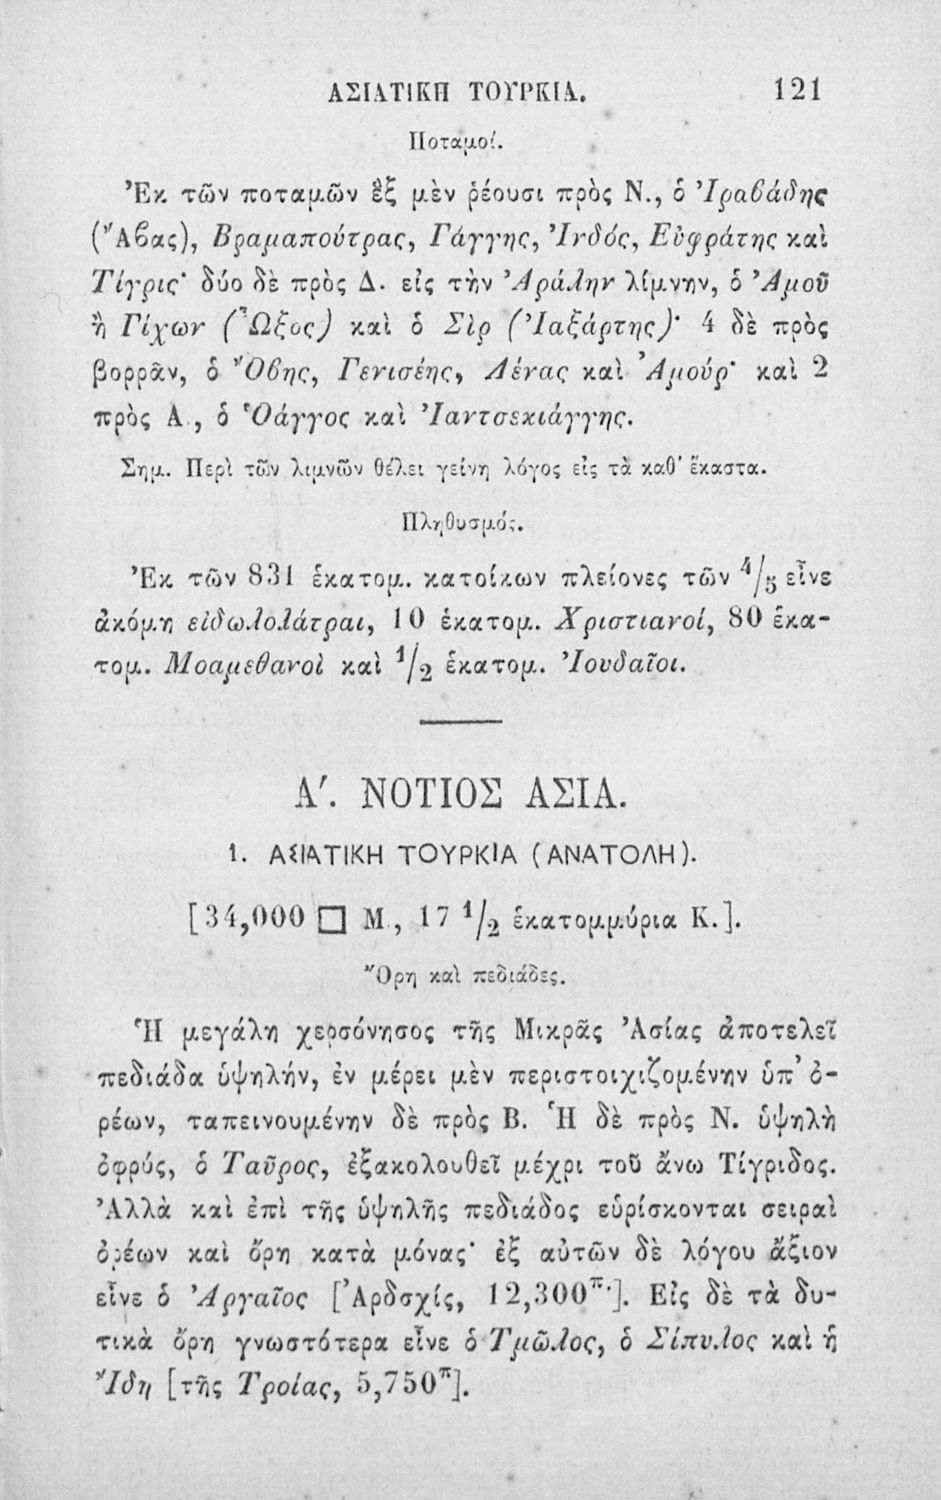 ΑΣΙΑΤΙΚΗ ΤΟΥΡΚΙΑ. 121
Ποταμοί.
Ἐκ τῶν ποταμῶν ἓξ μὲν ῥέουσι πρὸς Ν., ὁ Ἰραβάδης
(Ἄβας), Βραμαπούτρας, Γάγγης, Ἰνδός, Εὐφράτης καὶ
Τίγρις· δύο δὲ πρὸς Δ. εἰς τὴν Ἀράλην λίμνην, ὁ Ἀμοῦ
ἢ Γίχων (Ὦξος) καὶ ὁ Σὶρ (Ἰαξάρτης)· 4 δὲ πρὸς
βορρᾶν, ὁ Ὄβης, Γενισέης, Λένας καὶ Ἀμούρ· καὶ 2
πρὸς Α., ὁ Ὁάγγος καὶ Ἰαντσεκιάγγης.
Σημ. Περὶ τῶν λιμνῶν θέλει γείνῃ λόγος εἰς τὰ καθ' ἕκαστα.
Πληθυσμός.
Ἐκ τῶν 831 ἑκατομ. κατοίκων πλείονες τῶν 4/5 εἶνε
ἀκόμη εἰδωλολάτραι, 10 ἑκατομ. Χριστιανοί, 80 ἑκα-
τομ. Μοαμεθανοὶ καὶ 1/2 ἑκατομ. Ἰουδαῖοι.
Α'. ΝΟΤΙΟΣ ΑΣΙΑ.
1. ΑΣΙΑΤΙΚΗ ΤΟΥΡΚΙΑ (ΑΝΑΤΟΛΗ).
[34,000 □ Μ., 17 1/2 ἑκατομμύρια Κ.].
Ὄρη καὶ πεδιάδες.
Ἡ μεγάλη χερσόνησος τῆς Μικρᾶς Ἀσίας ἀποτελεῖ
πεδιάδα ὑψηλήν, ἐν μέρει μὲν περιστοιχιζομένην ὑπ' ὀ-
ρέων, ταπεινουμένην δὲ πρὸς Β. Ἡ δὲ πρὸς Ν. ὑψηλὴ
ὀφρύς, ὁ Ταῦρος, ἐξακολουθεῖ μέχρι τοῦ ἄνω Τίγριδος.
Ἀλλὰ καὶ ἐπὶ τῆς ὑψηλῆς πεδιάδος εὑρίσκονται σειραὶ
ὀρέων καὶ ὄρη κατὰ μόνας· ἐξ αὐτῶν δὲ λόγου ἄξιον
εἶνε ὁ Ἀργαῖος [Ἀρδσχίς, 12,300π.]. Εἰς δὲ τὰ δυ-
τικὰ ὄρη γνωστότερα εἶνε ὁ Τμῶλος, ὁ Σίπυλος καὶ ἡ
Ἴδη [τῆς Τροίας, 5,750π].